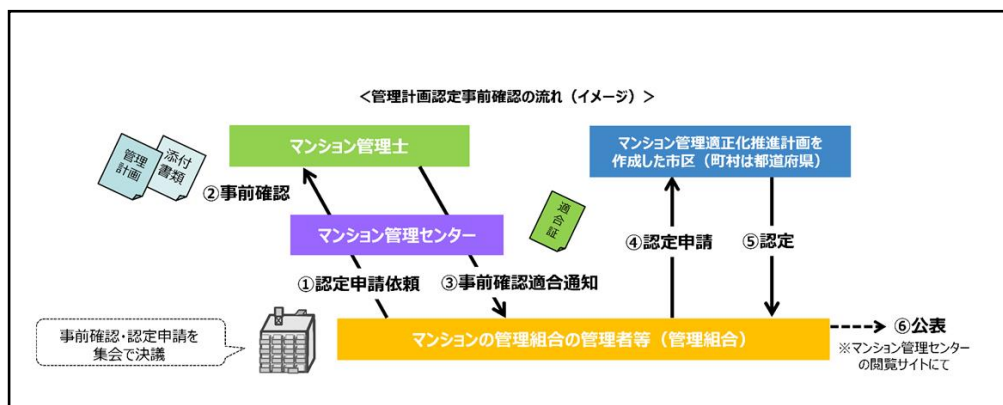 <管理計画認定事前確認の流れ（イメージ）>
マンション管理士
マンション管理適正化推進計画を
作成した市区（町村は都道府県）
管理
計画
添付
書類
②事前確認
適合証
マンション管理センター
④認定申請
⑤認定
①認定申請依頼
③事前確認適合通知
事前確認・認定申請を
集会で決議
マンションの管理組合の管理者等（管理組合）
⑥公表
※マンション管理センター
の閲覧サイトにて